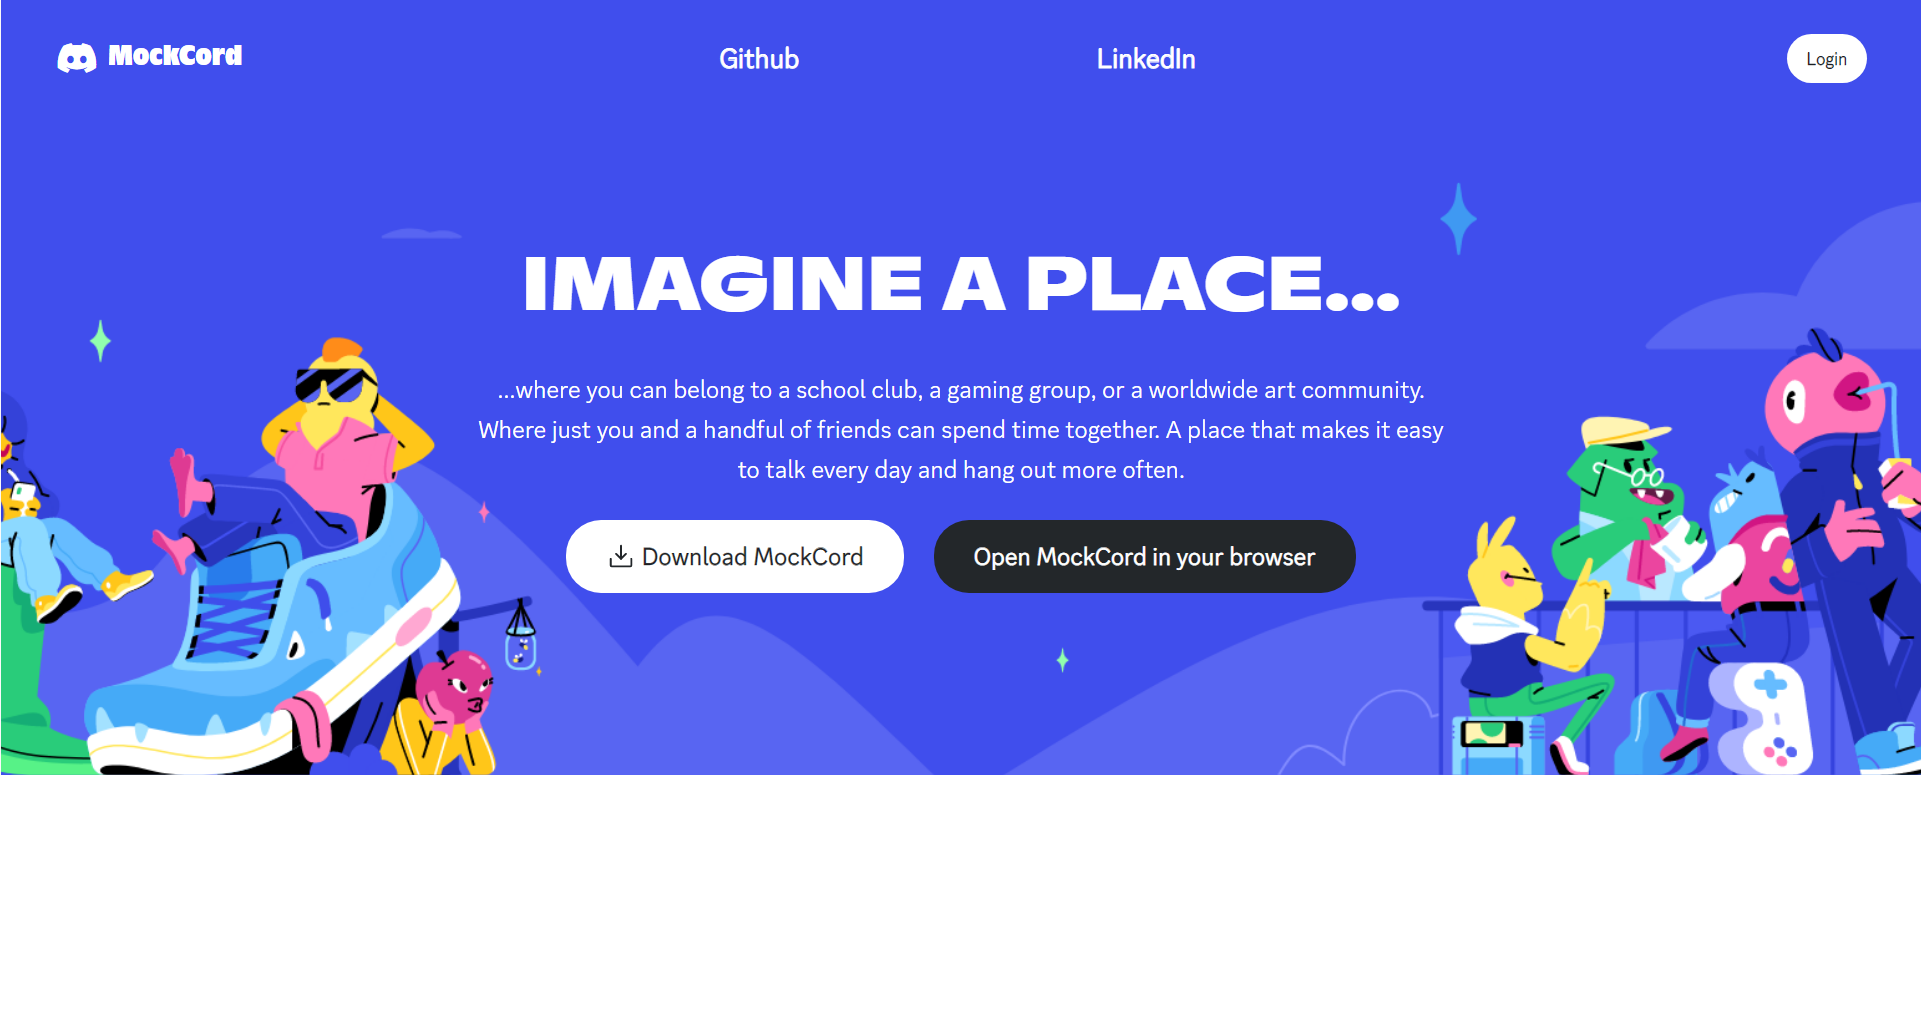 MockCord
Github
LinkedIn
Login
IMAGINE A PLACE...
...where you can belong to a school club, a gaming group, or a worldwide art community.
Where just you and a handful of friends can spend time together. A place that makes it easy
to talk every day and hang out more often.
Download MockCord
Open MockCord in your browser